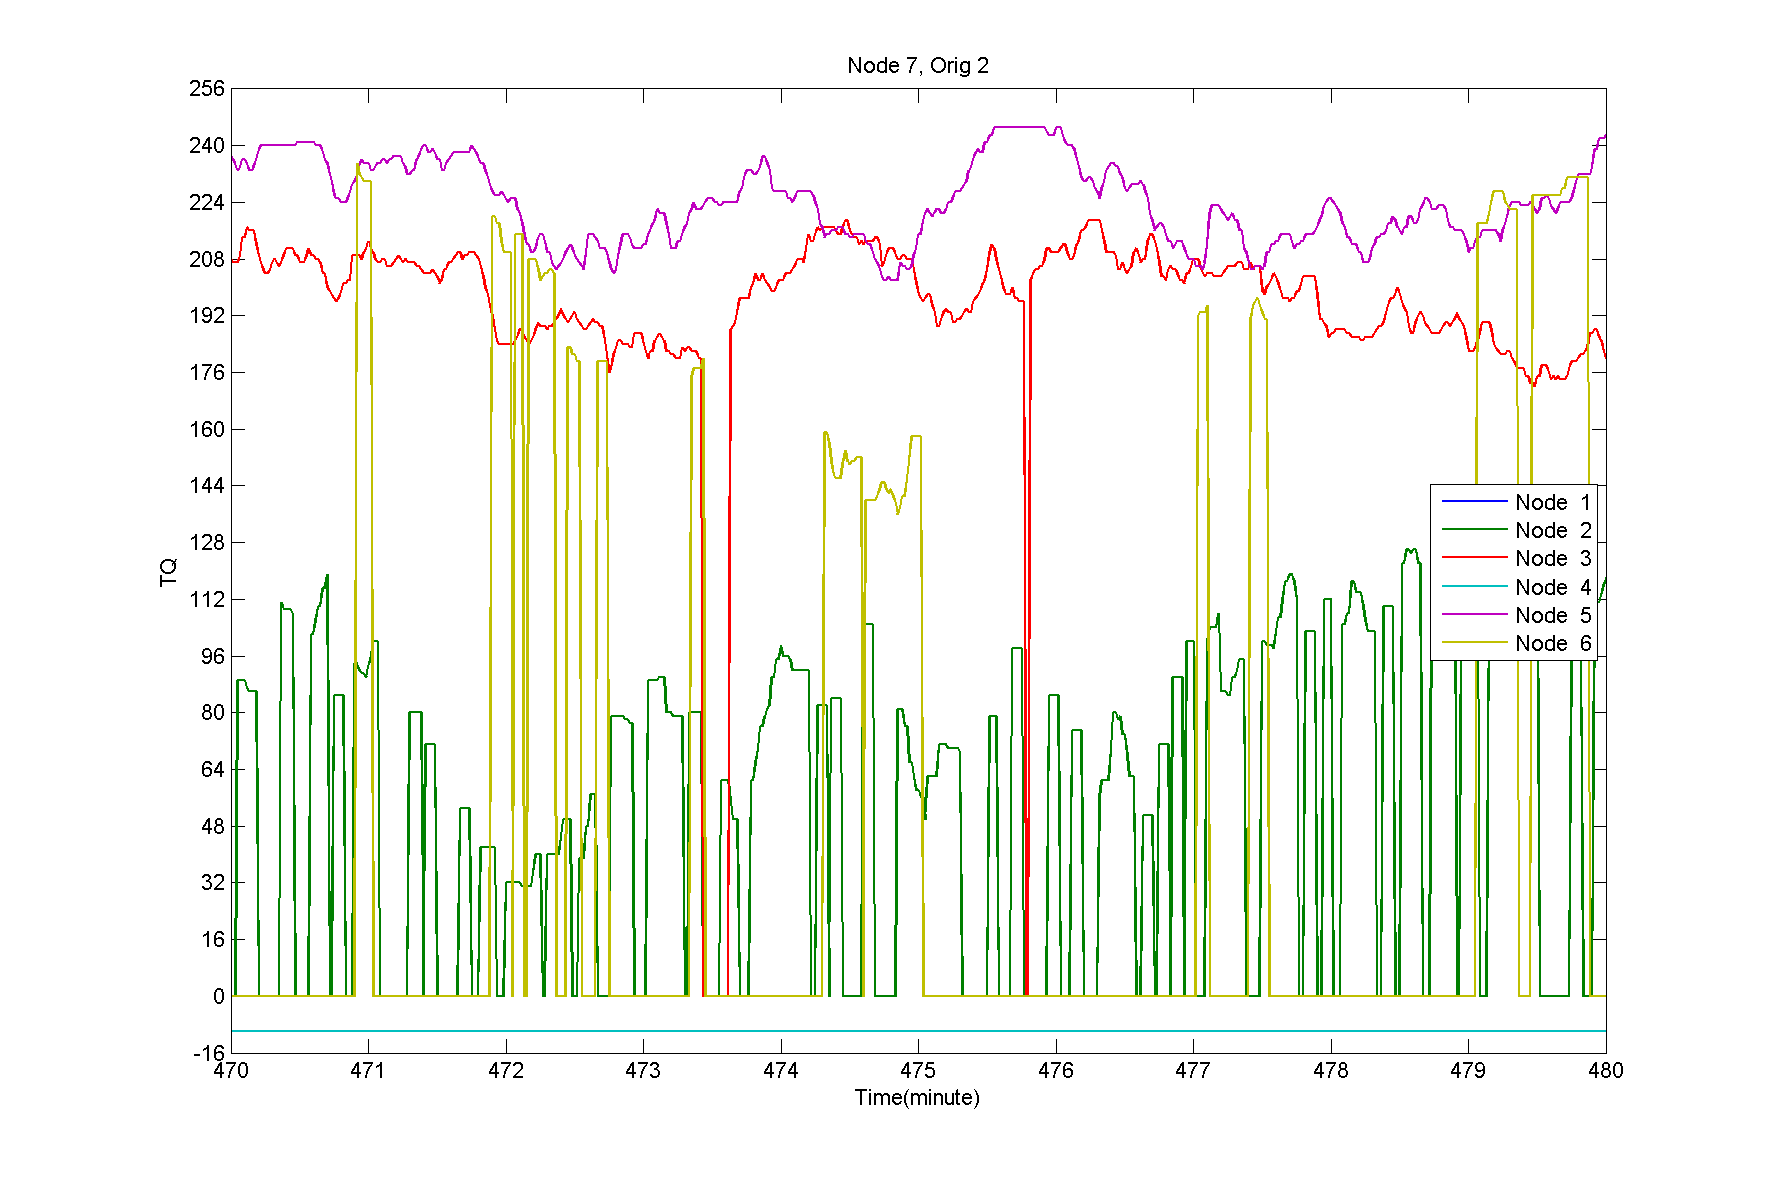 Node 7, Orig 2
256
240
224
208
192
176
160
144
128
112
96
80
64
48
32
16
0
-16
TQ
Node 1
Node 2
Node 3
Node 4
Node 5
Node 6
470 471 472 473 474 475 476 477 478 479 480
Time(minute)